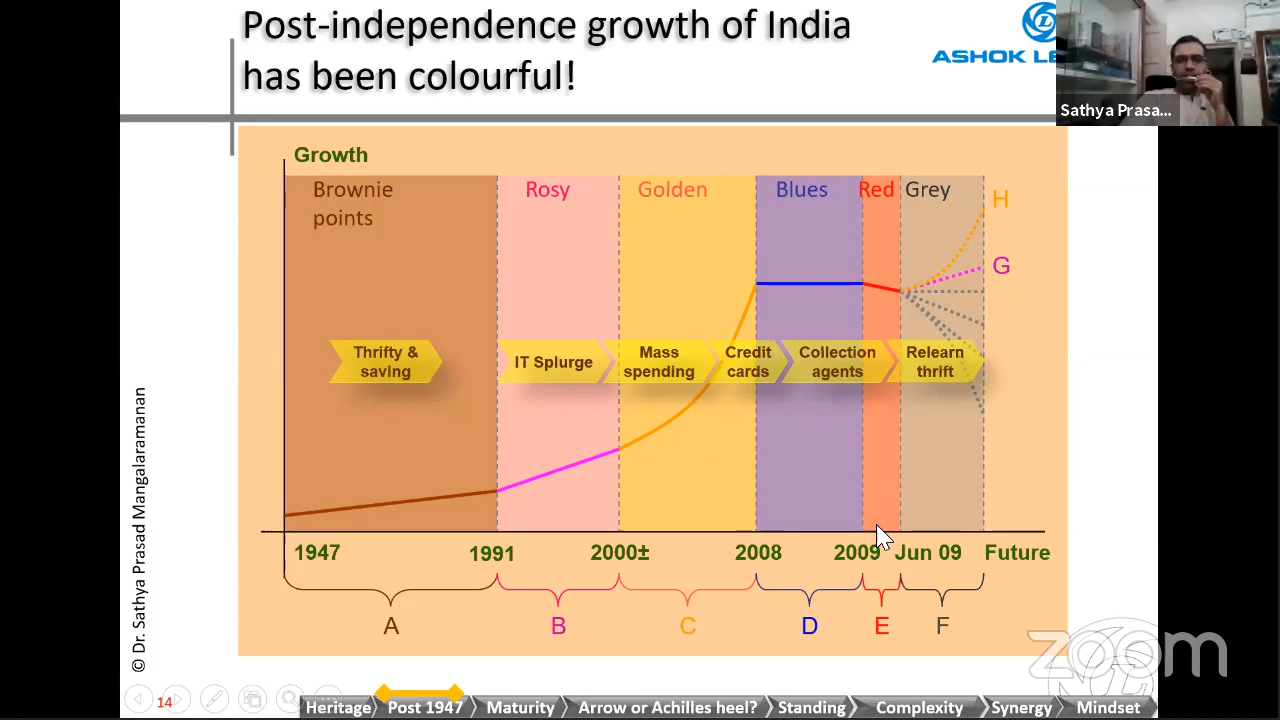 Post-independence growth of India
has been colourful!
ASHOK LE
Sathya Prasa...
Growth
Brownie
points
Rosy
Golden
Blues
Red
Grey
H
G
Thrifty &
saving
IT Splurge
Mass
spending
Credit
cards
Collection
agents
Relearn
thrift
1947
1991
2000±
2008
2009
Jun 09
Future
A
B
C
D
E
F
© Dr. Sathya Prasad Mangalaramanan
zoom
14
Heritage
Post 1947
Maturity
Arrow or Achilles heel?
Standing
Complexity
Synergy
Mindset